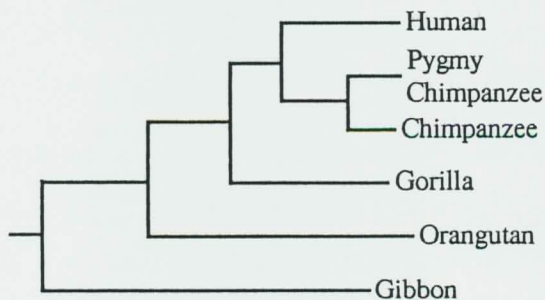 Human
Pygmy
Chimpanzee
Chimpanzee
Gorilla
Orangutan
Gibbon